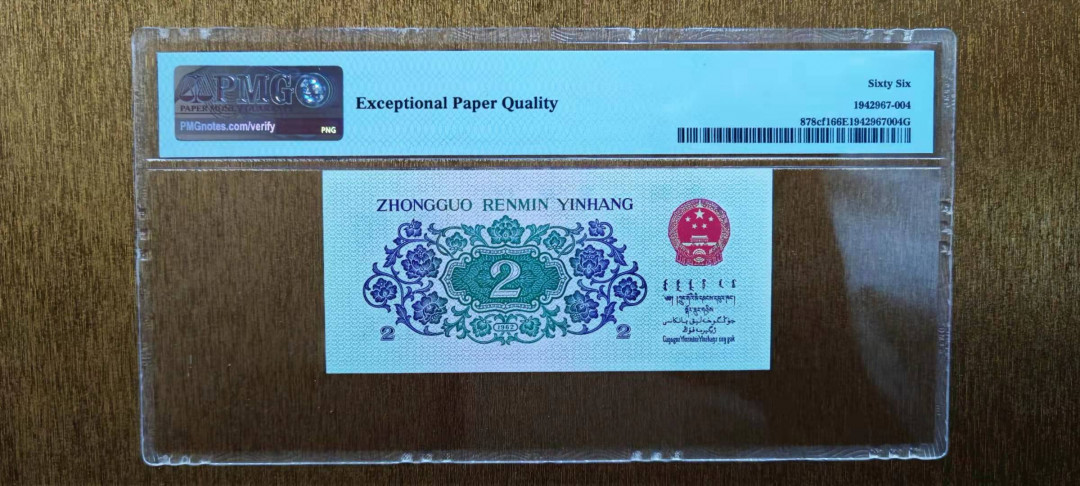 PMG
PAPER MONEY GUARANTY
PMGnotes.com/verify
PNG
Exceptional Paper Quality
Sixty Six
1942967-004
878cf166E1942967004G
ZHONGGUO RENMIN YINHANG
2
1962
2
2